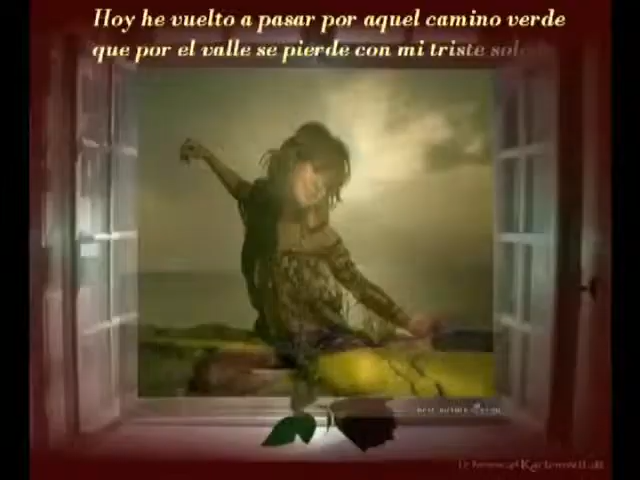 Hoy he vuelto a pasar por aquel camino verde
que por el valle se pierde con mi triste